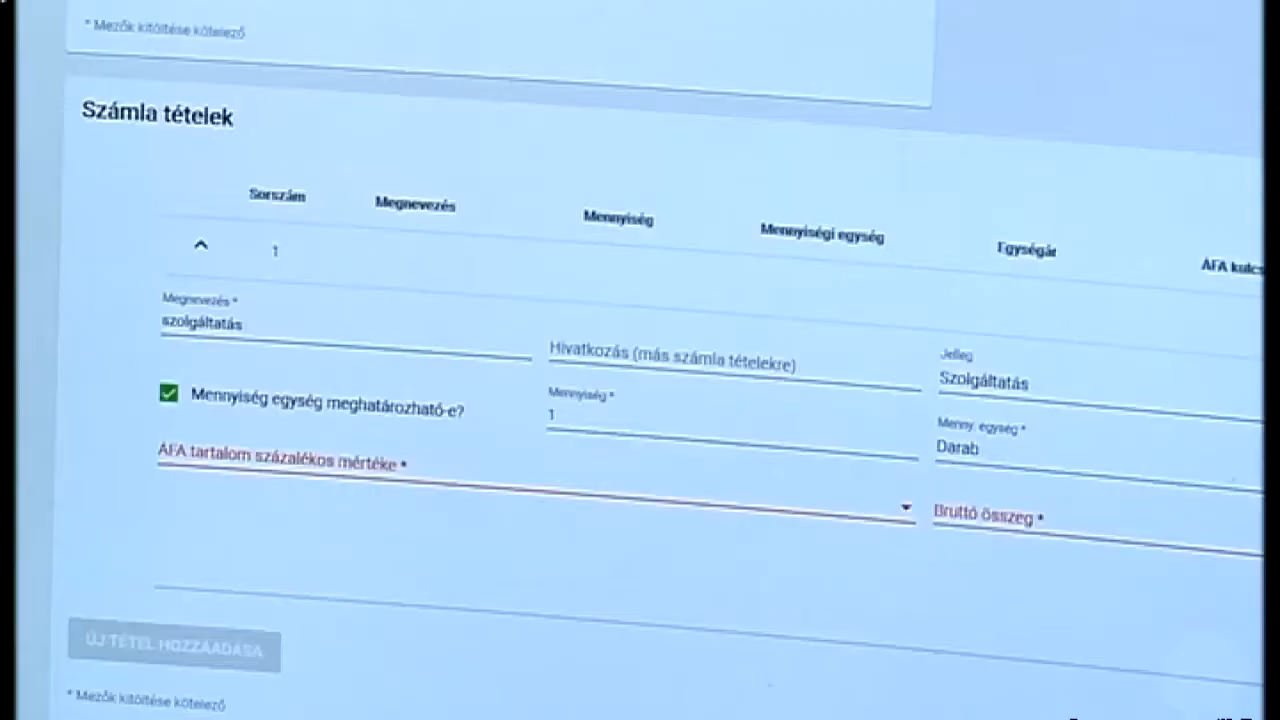 * Mezők kitöltése kötelező
Számla tételek
Sorszám Megnevezés Mennyiség Mennyiségi egység Egységár ÁFA kulcs
1
Megnevezés *
szolgáltatás
Hivatkozás (más számla tételekre)
Jelleg
Szolgáltatás
Mennyiség egység meghatározható-e?
Mennyiség *
1
Menny. egység *
Darab
ÁFA tartalom százalékos mértéke *
Bruttó összeg *
ÚJ TÉTEL HOZZÁADÁSA
* Mezők kitöltése kötelező